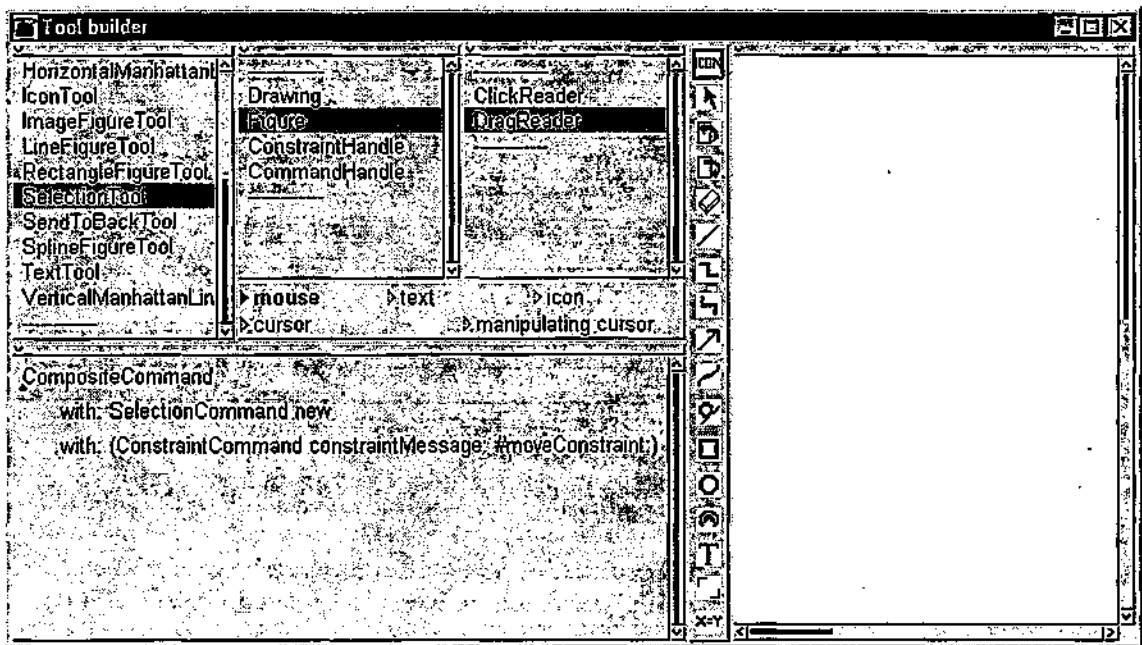 Tool builder
HorizontalManhattanL
IconTool
ImageFigureTool
LineFigureTool
RectangleFigureTool
SelectionTool
SendToBackTool
SplineFigureTool
TextTool
VerticalManhattanLin
Drawing
Figure
ConstraintHandle
CommandHandle
ClickReader
DragReader
mouse text icon
cursor manipulating cursor
CompositeCommand
with: SelectionCommand new
with: (ConstraintCommand constraintMessage: #moveConstraint:)
ICON
T
X=Y